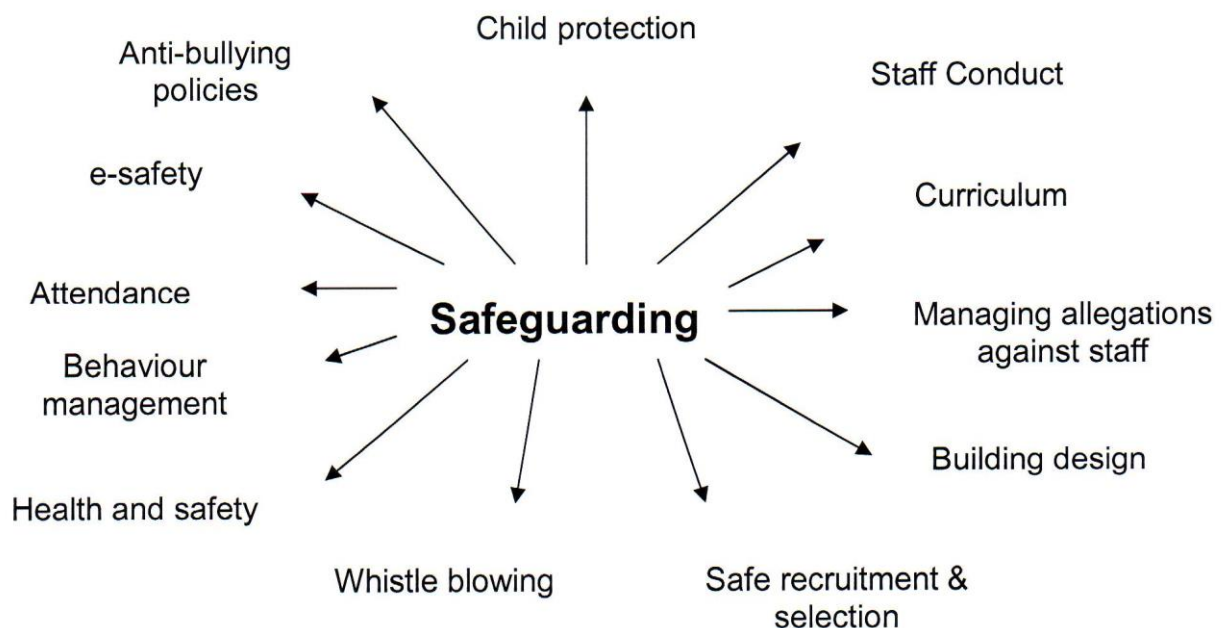 Child protection
Anti-bullying
policies
Staff Conduct
e-safety
Curriculum
Attendance
Safeguarding
Managing allegations
against staff
Behaviour
management
Building design
Health and safety
Whistle blowing
Safe recruitment &
selection